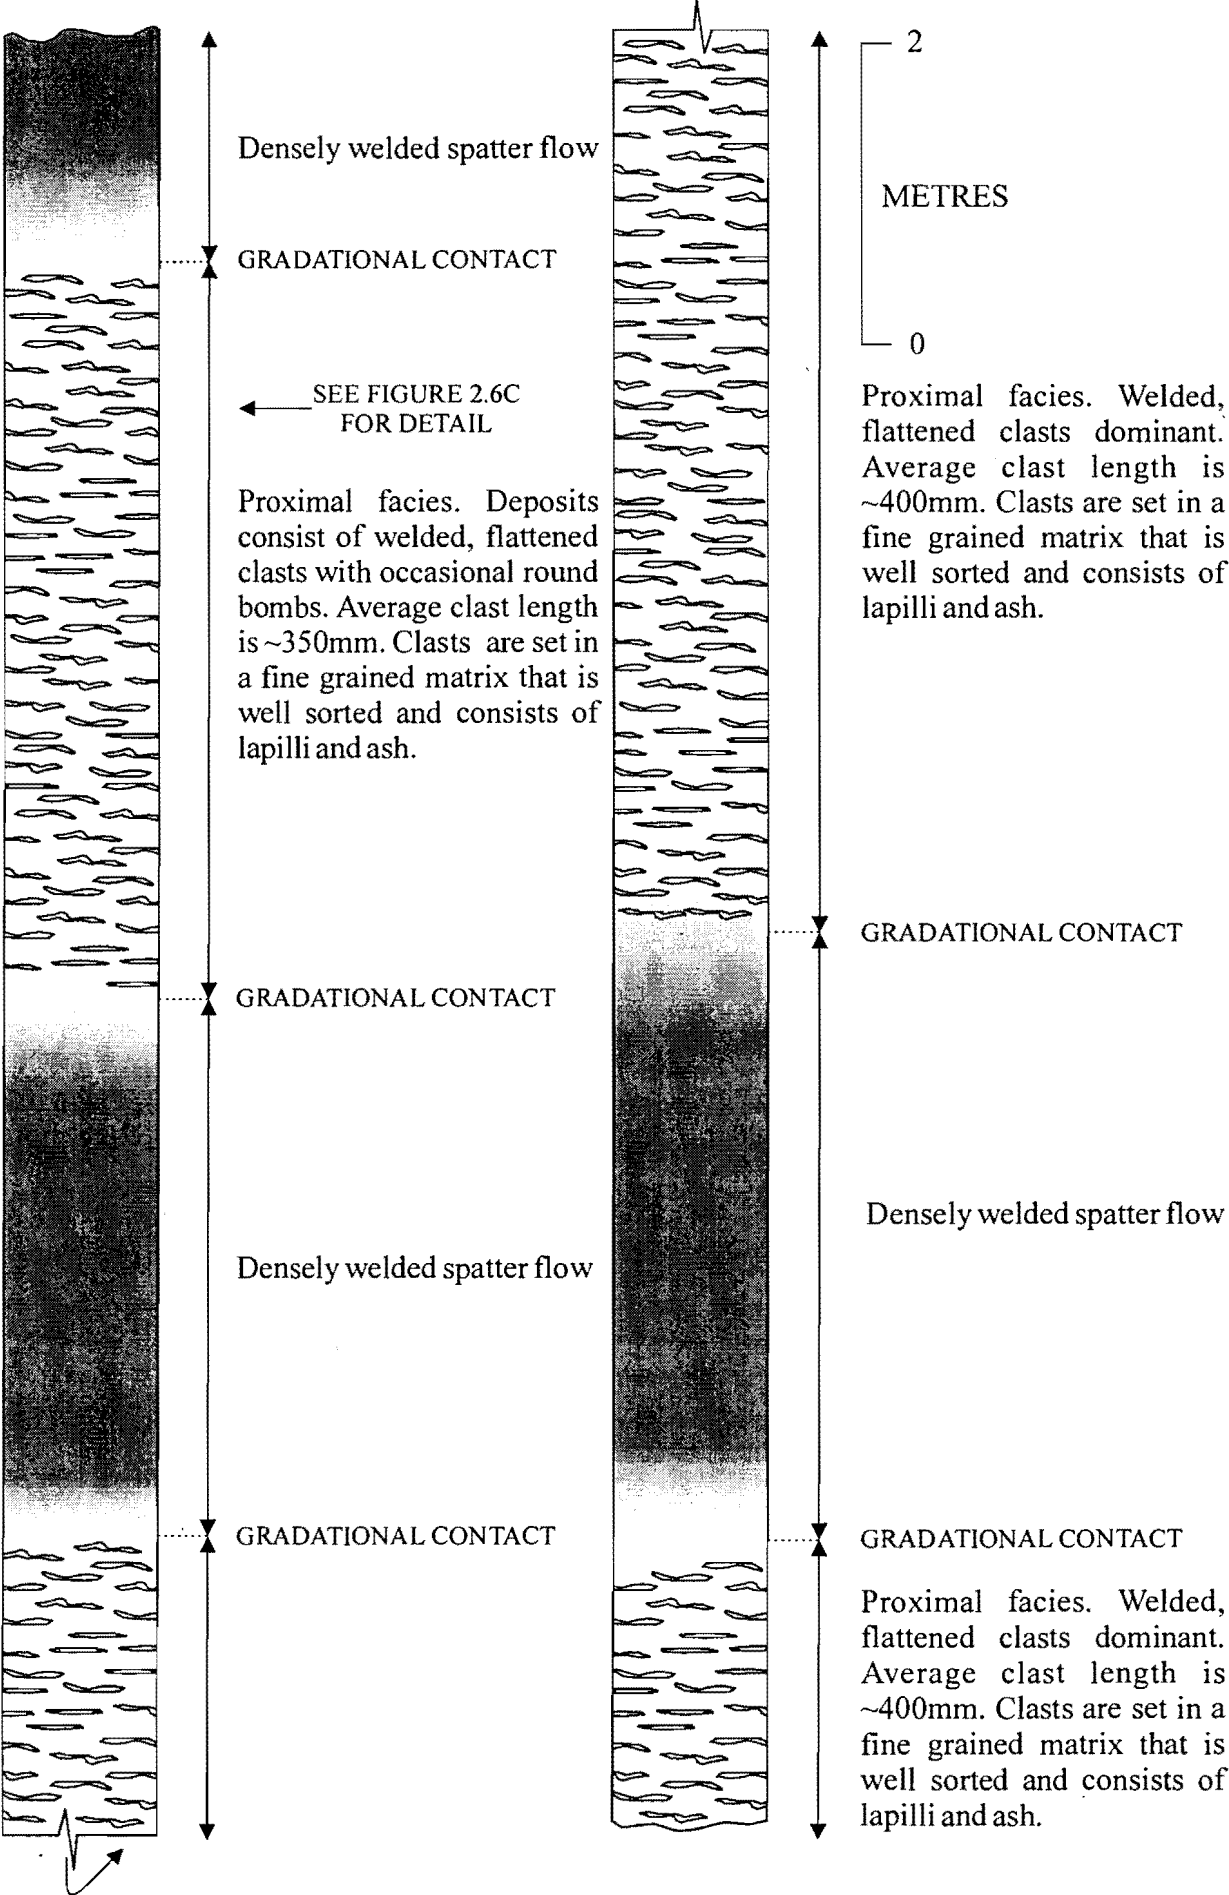 Densely welded spatter flow
GRADATIONAL CONTACT
SEE FIGURE 2.6C
FOR DETAIL
Proximal facies. Deposits
consist of welded, flattened
clasts with occasional round
bombs. Average clast length
is ~350mm. Clasts are set in
a fine grained matrix that is
well sorted and consists of
lapilli and ash.
GRADATIONAL CONTACT
Densely welded spatter flow
GRADATIONAL CONTACT
2
METRES
0
Proximal facies. Welded,
flattened clasts dominant.
Average clast length is
~400mm. Clasts are set in a
fine grained matrix that is
well sorted and consists of
lapilli and ash.
GRADATIONAL CONTACT
Densely welded spatter flow
GRADATIONAL CONTACT
Proximal facies. Welded,
flattened clasts dominant.
Average clast length is
~400mm. Clasts are set in a
fine grained matrix that is
well sorted and consists of
lapilli and ash.